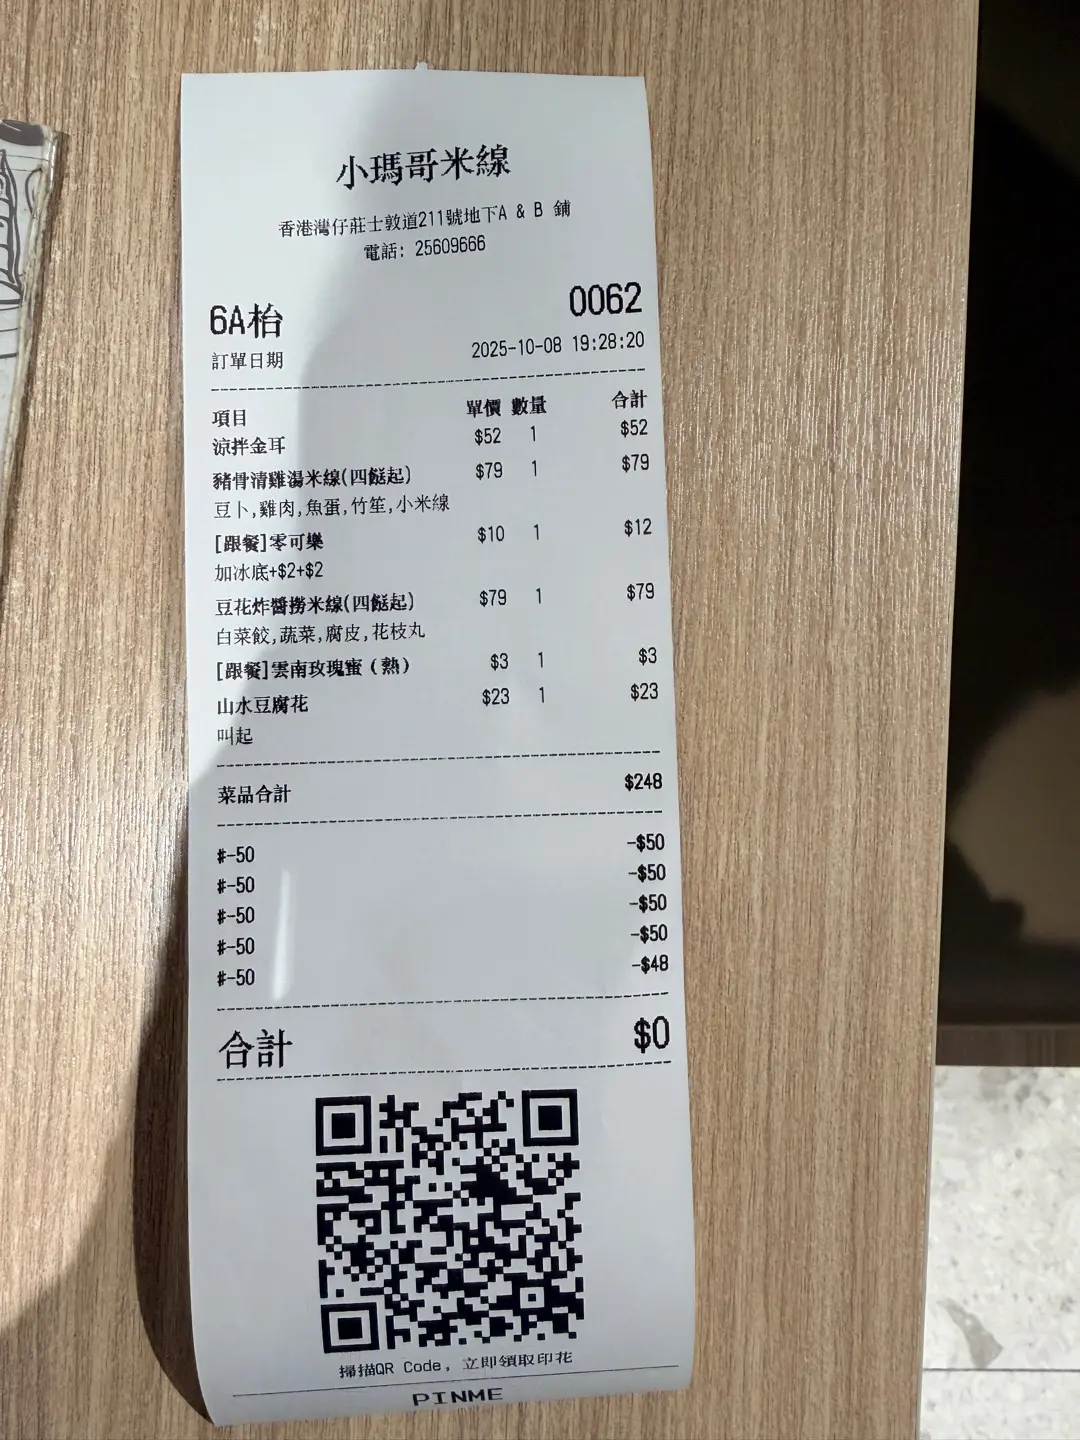 小瑪哥米線
香港灣仔莊士敦道211號地下A & B 鋪
電話: 25609666
6A枱 0062
訂單日期 2025-10-08 19:28:20
項目 單價 數量 合計
涼拌金耳 $52 1 $52
豬骨清雞湯米線(四餸起) $79 1 $79
豆卜,雞肉,魚蛋,竹笙,小米線
[跟餐]零可樂 $10 1 $12
加冰底+$2+$2
豆花炸醬撈米線(四餸起) $79 1 $79
白菜餃,蔬菜,腐皮,花枝丸
[跟餐]雲南玫瑰蜜（熱） $3 1 $3
山水豆腐花 $23 1 $23
叫起
菜品合計 $248
#-50 -$50
#-50 -$50
#-50 -$50
#-50 -$50
#-50 -$48
合計 $0
掃描QR Code, 立即領取印花
PINME